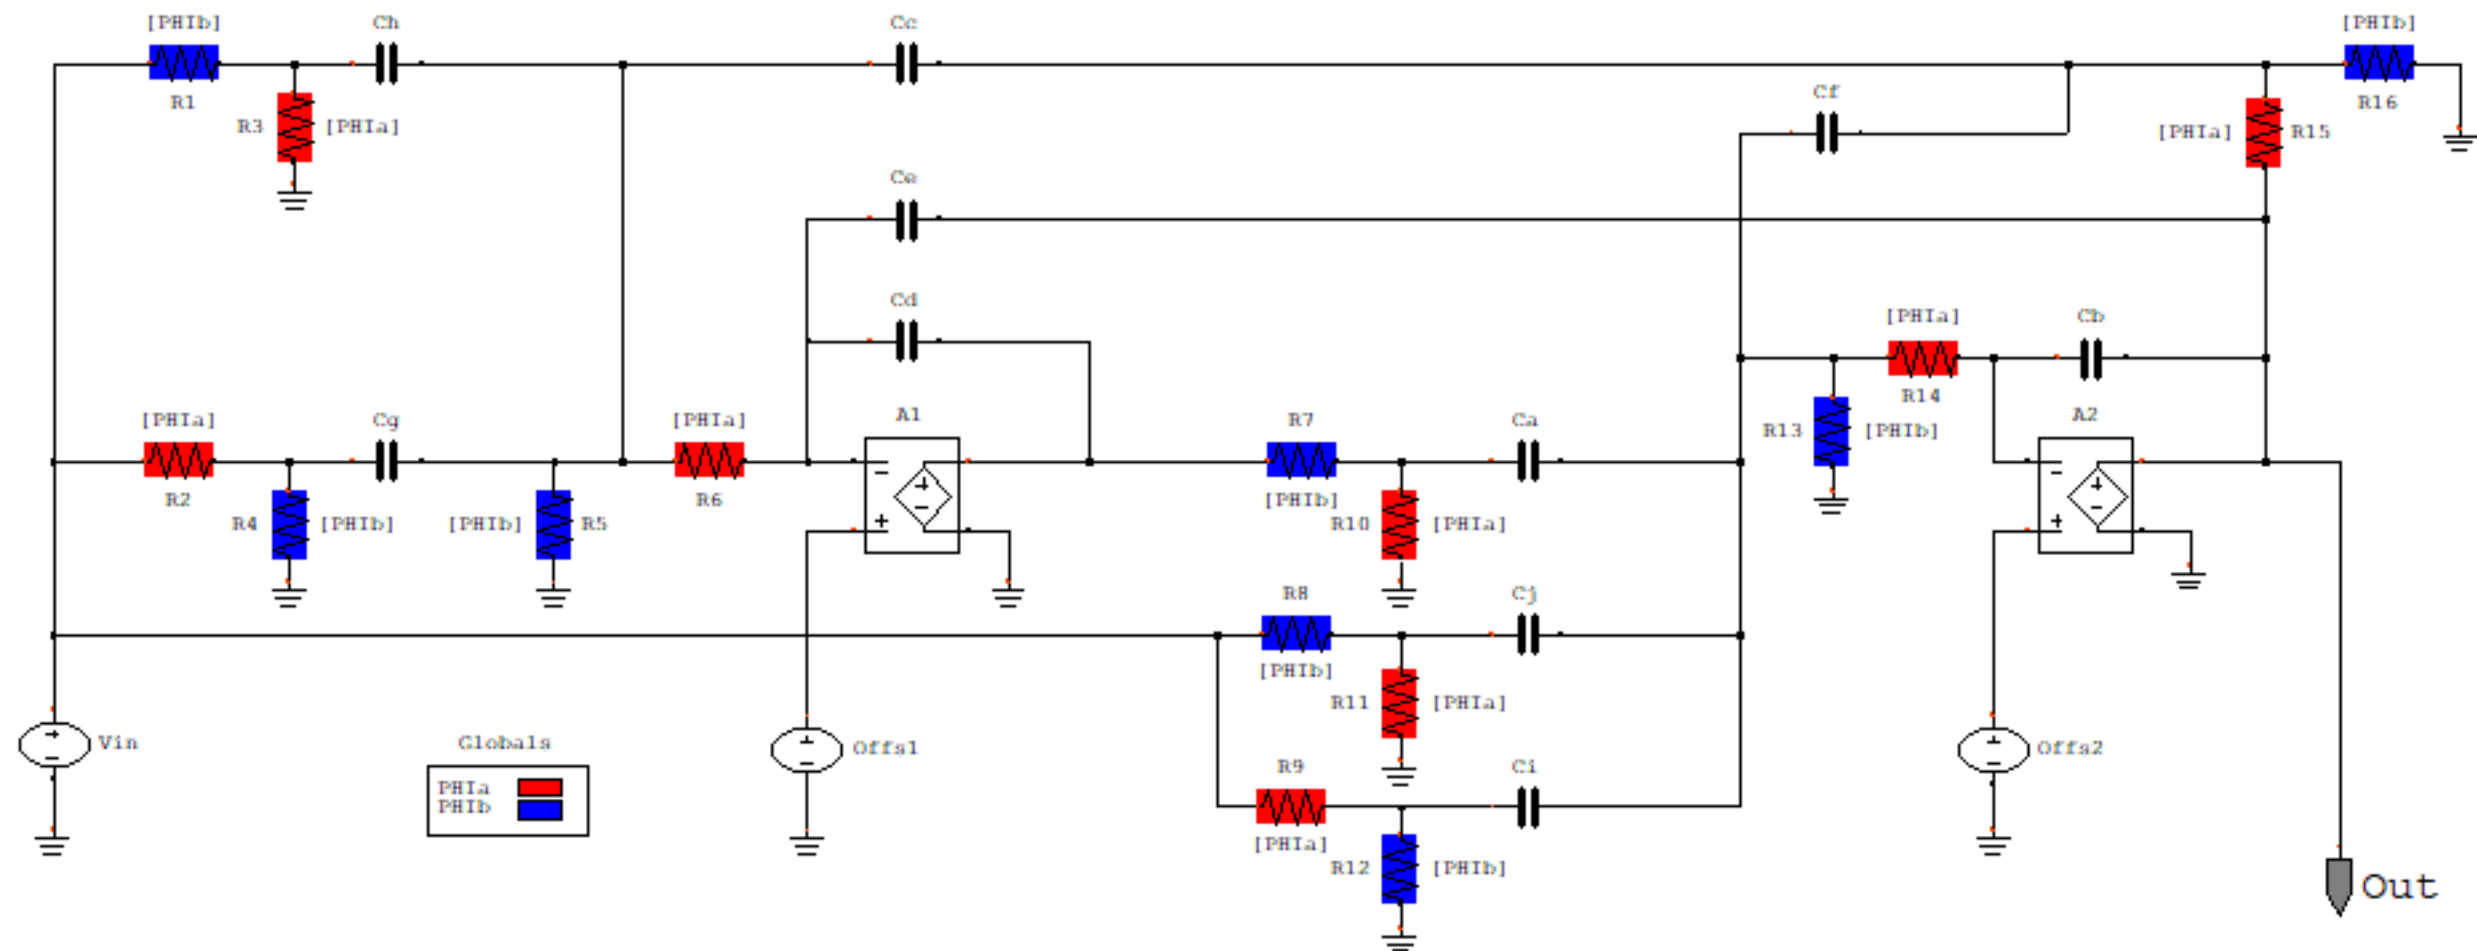 [PHIb] Ch Cc [PHIb]
R1 Cf R16
R3 [PHIa] [PHIa] R15
Ce
Cd [PHIa] Cb
[PHIa] Cg [PHIa] A1 R7 Ca R14 A2
R13 [PHIb]
R2 R6 [PHIb]
R4 [PHIb] [PHIb] R5 - + - + R10 [PHIa] - + - +
R8 Cj
[PHIb]
R11 [PHIa]
+ - Vin Globals + - Offs1 + - Offs2
R9 Ci
PHIa
PHIb
[PHIa]
R12 [PHIb]
Out